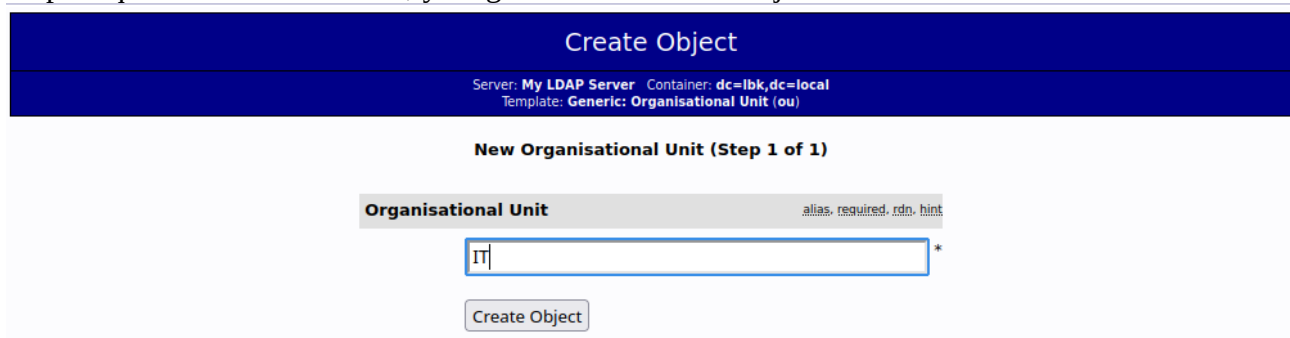 Create Object
Server: My LDAP Server Container: dc=lbk,dc=local
Template: Generic: Organisational Unit (ou)
New Organisational Unit (Step 1 of 1)
Organisational Unit alias, required, rdn, hint
IT *
Create Object